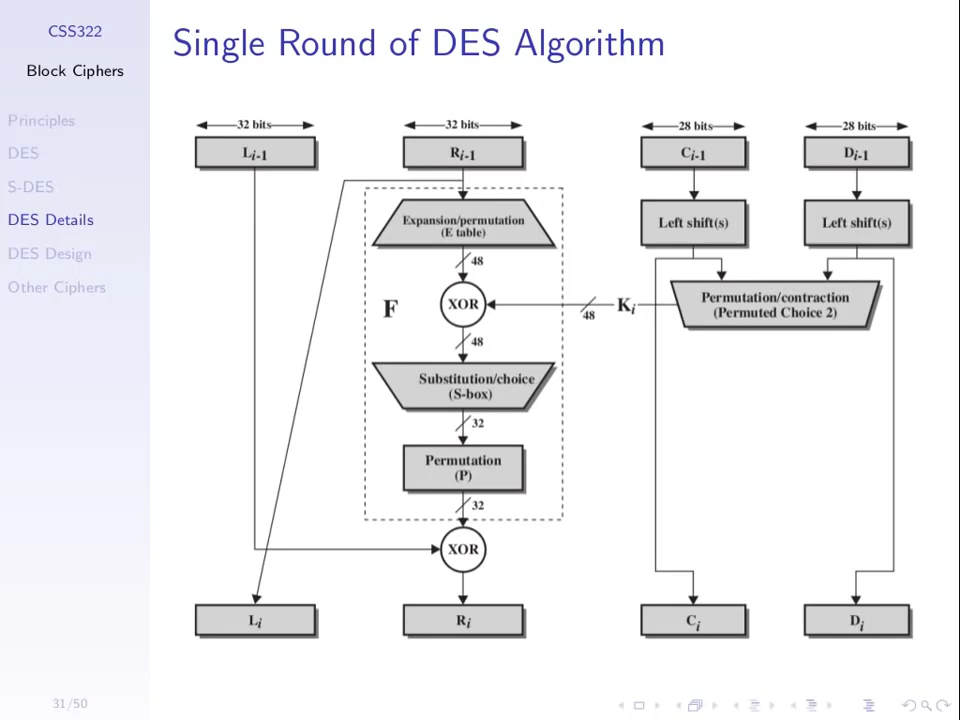 CSS322
Block Ciphers
Principles
DES
S-DES
DES Details
DES Design
Other Ciphers
31/50
Single Round of DES Algorithm
32 bits
32 bits
28 bits
28 bits
Li-1
Ri-1
Ci-1
Di-1
Expansion/permutation
(E table)
Left shift(s)
Left shift(s)
48
F
XOR
48
Ki
Permutation/contraction
(Permuted Choice 2)
48
Substitution/choice
(S-box)
32
Permutation
(P)
32
XOR
Li
Ri
Ci
Di